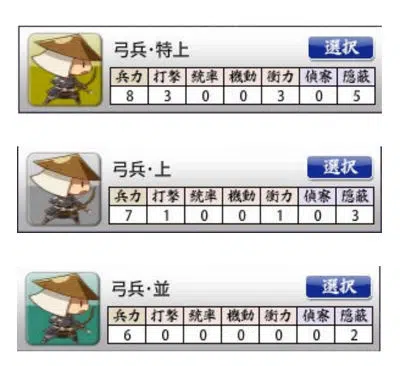 弓兵・特上 選択
兵力 打撃 統率 機動 衝力 偵察 隠蔽
8 3 0 0 3 0 5
弓兵・上 選択
兵力 打撃 統率 機動 衝力 偵察 隠蔽
7 1 0 0 1 0 3
弓兵・並 選択
兵力 打撃 統率 機動 衝力 偵察 隠蔽
6 0 0 0 0 0 2